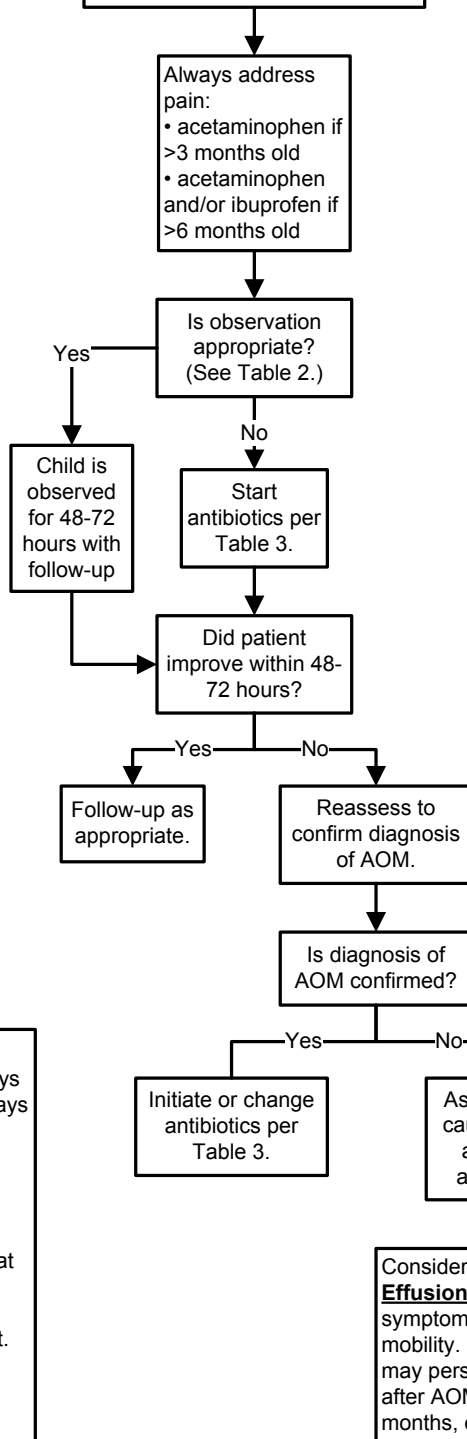 Always address
pain:
• acetaminophen if
>3 months old
• acetaminophen
and/or ibuprofen if
>6 months old
Is observation
appropriate?
(See Table 2.)
Yes
No
Child is
observed
for 48-72
hours with
follow-up
Start
antibiotics per
Table 3.
Did patient
improve within 48-
72 hours?
Yes
No
Follow-up as
appropriate.
Reassess to
confirm diagnosis
of AOM.
Is diagnosis of
AOM confirmed?
Yes
No
Initiate or change
antibiotics per
Table 3.
Consider
Effusion
symptom
mobility.
may pers
after AOM
months,